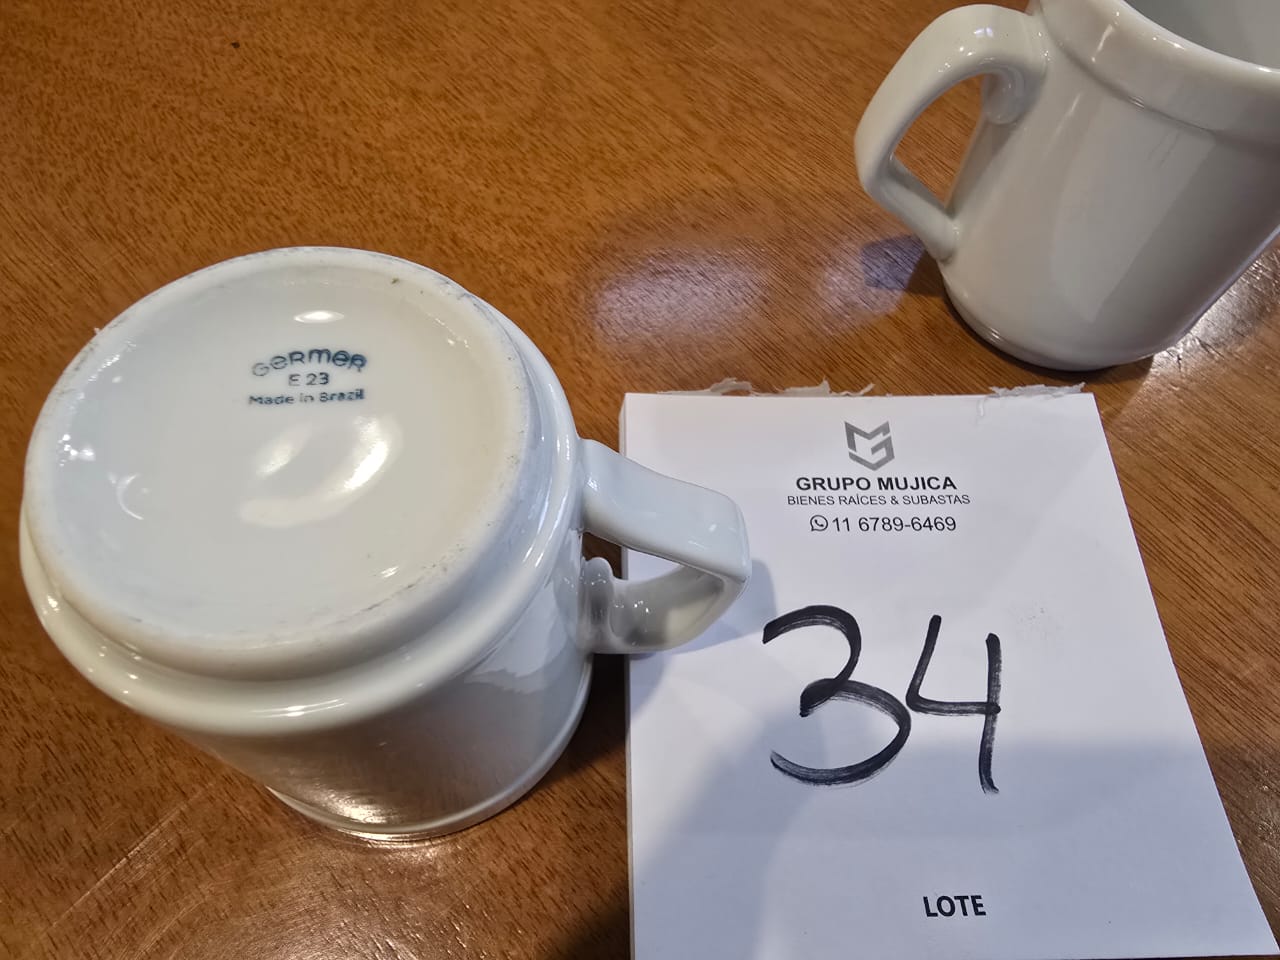 GERMER
E 23
Made in Brazil
GRUPO MUJICA
BIENES RAÍCES & SUBASTAS
11 6789-6469
34
LOTE